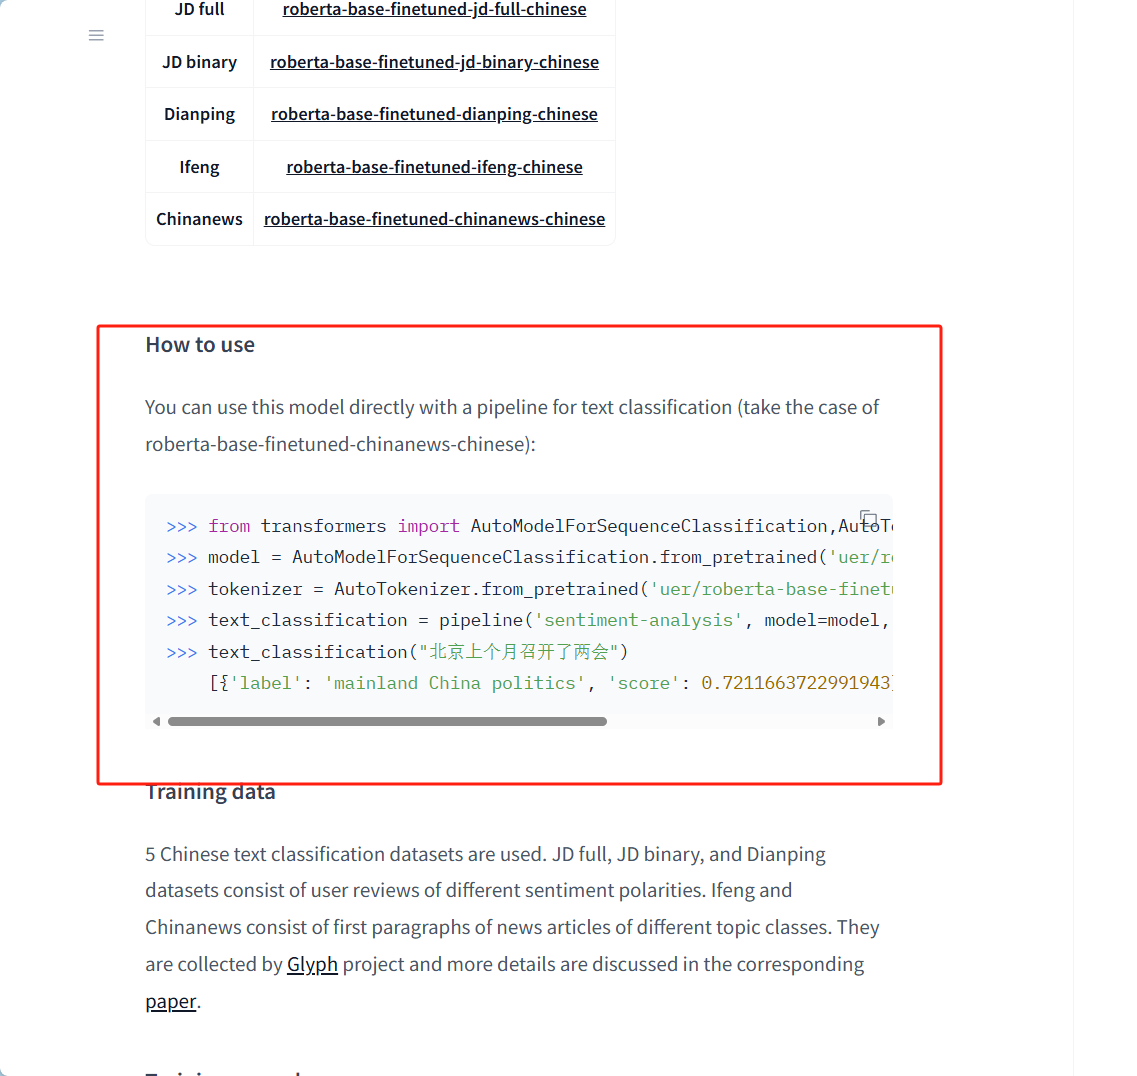 JD full roberta-base-finetuned-jd-full-chinese
JD binary roberta-base-finetuned-jd-binary-chinese
Dianping roberta-base-finetuned-dianping-chinese
Ifeng roberta-base-finetuned-ifeng-chinese
Chinanews roberta-base-finetuned-chinanews-chinese
How to use
You can use this model directly with a pipeline for text classification (take the case of
roberta-base-finetuned-chinanews-chinese):
>>> from transformers import AutoModelForSequenceClassification,AutoT
>>> model = AutoModelForSequenceClassification.from_pretrained('uer/r
>>> tokenizer = AutoTokenizer.from_pretrained('uer/roberta-base-finet
>>> text_classification = pipeline('sentiment-analysis', model=model,
>>> text_classification("北京上个月召开了两会")
[{'label': 'mainland China politics', 'score': 0.7211663722991943}
Training data
5 Chinese text classification datasets are used. JD full, JD binary, and Dianping
datasets consist of user reviews of different sentiment polarities. Ifeng and
Chinanews consist of first paragraphs of news articles of different topic classes. They
are collected by Glyph project and more details are discussed in the corresponding
paper.